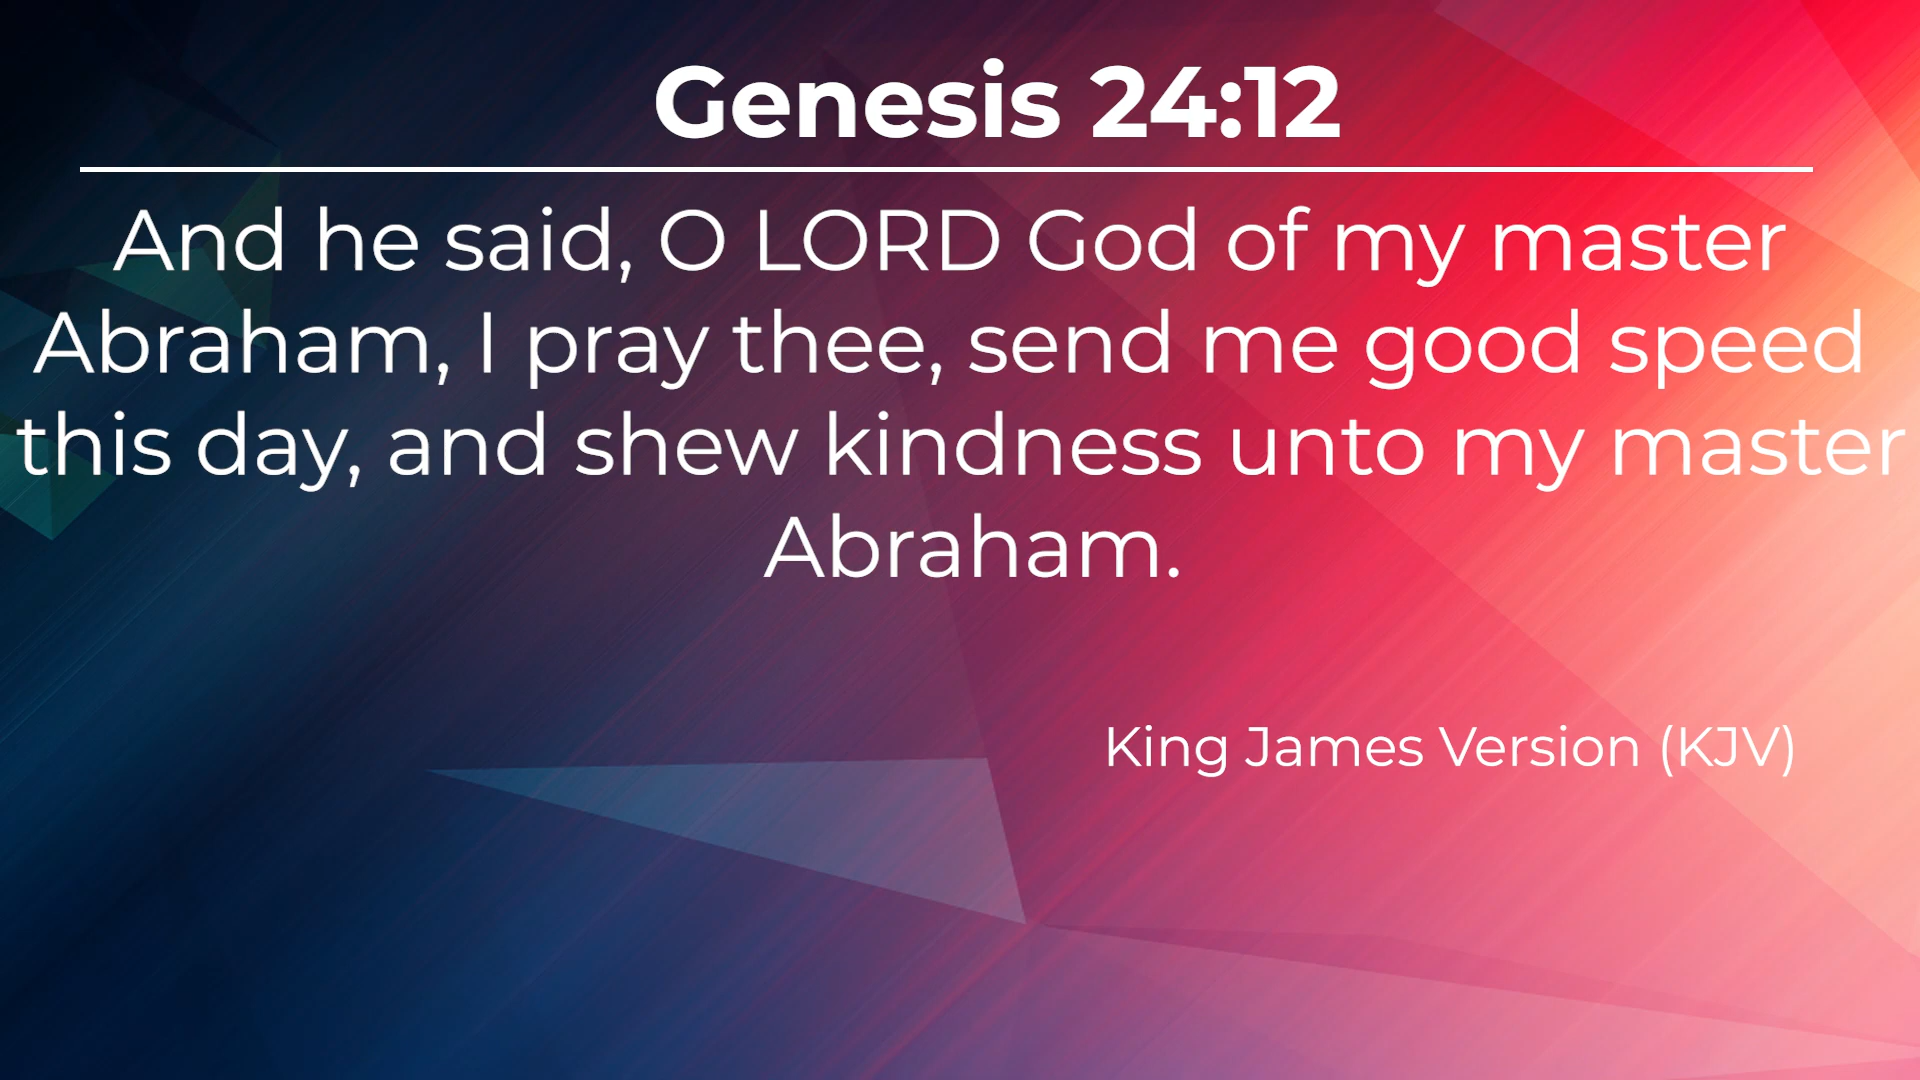 Genesis 24:12
And he said, O LORD God of my master
Abraham, I pray thee, send me good speed
this day, and shew kindness unto my master
Abraham.
King James Version (KJV)